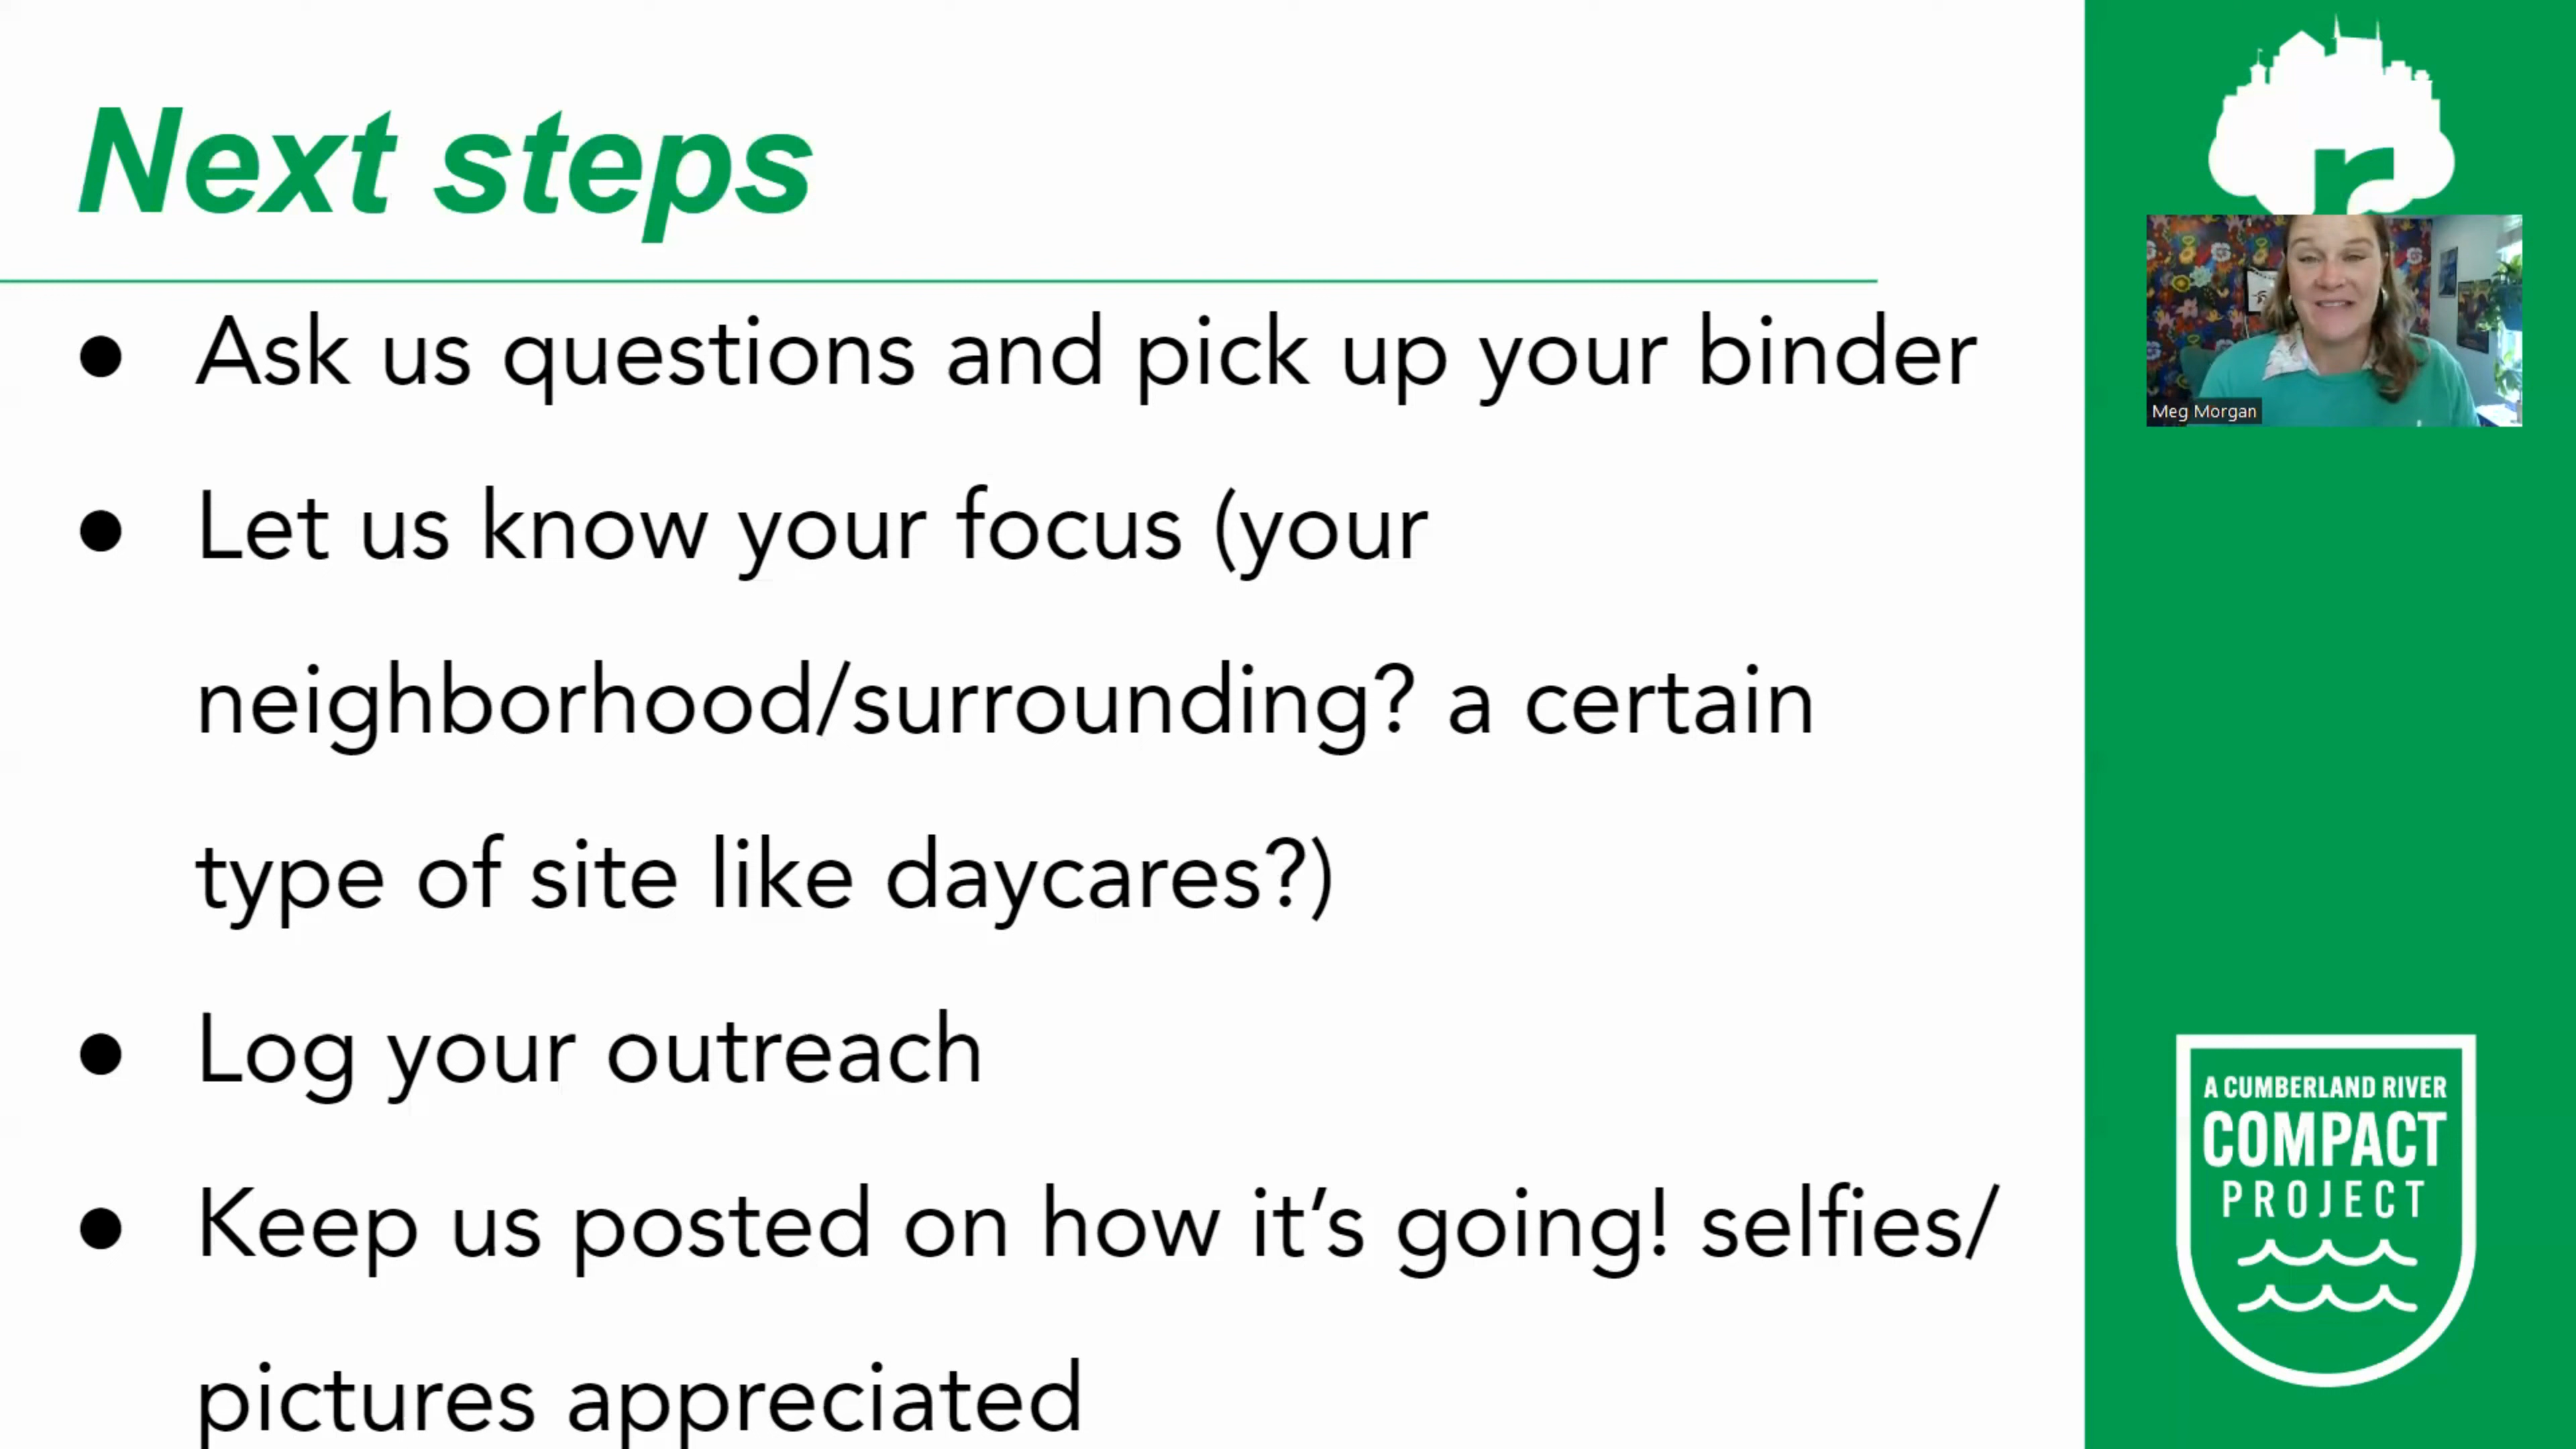 Next steps
● Ask us questions and pick up your binder
● Let us know your focus (your
neighborhood/surrounding? a certain
type of site like daycares?)
● Log your outreach
● Keep us posted on how it’s going! selfies/
pictures appreciated
r
Meg Morgan
A CUMBERLAND RIVER
COMPACT
PROJECT